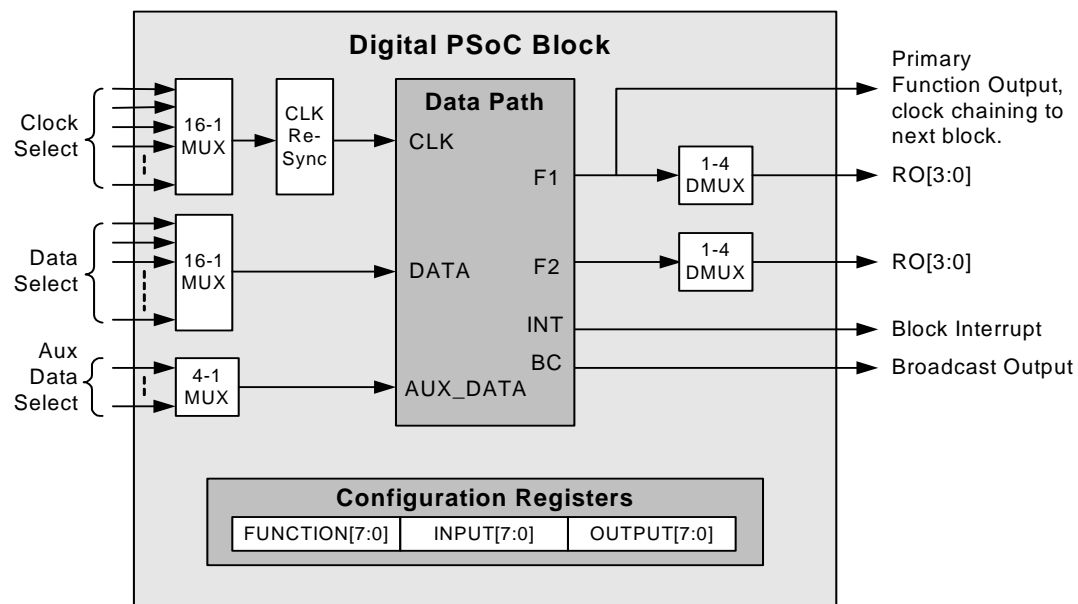 Digital PSoC Block
Clock
Select
16-1
MUX
CLK
Re-
Sync
Data Path
CLK
F1
Primary
Function Output,
clock chaining to
next block.
1-4
DMUX
RO[3:0]
Data
Select
16-1
MUX
DATA
F2
1-4
DMUX
RO[3:0]
INT
Block Interrupt
BC
Broadcast Output
Aux
Data
Select
4-1
MUX
AUX_DATA
Configuration Registers
FUNCTION[7:0]
INPUT[7:0]
OUTPUT[7:0]